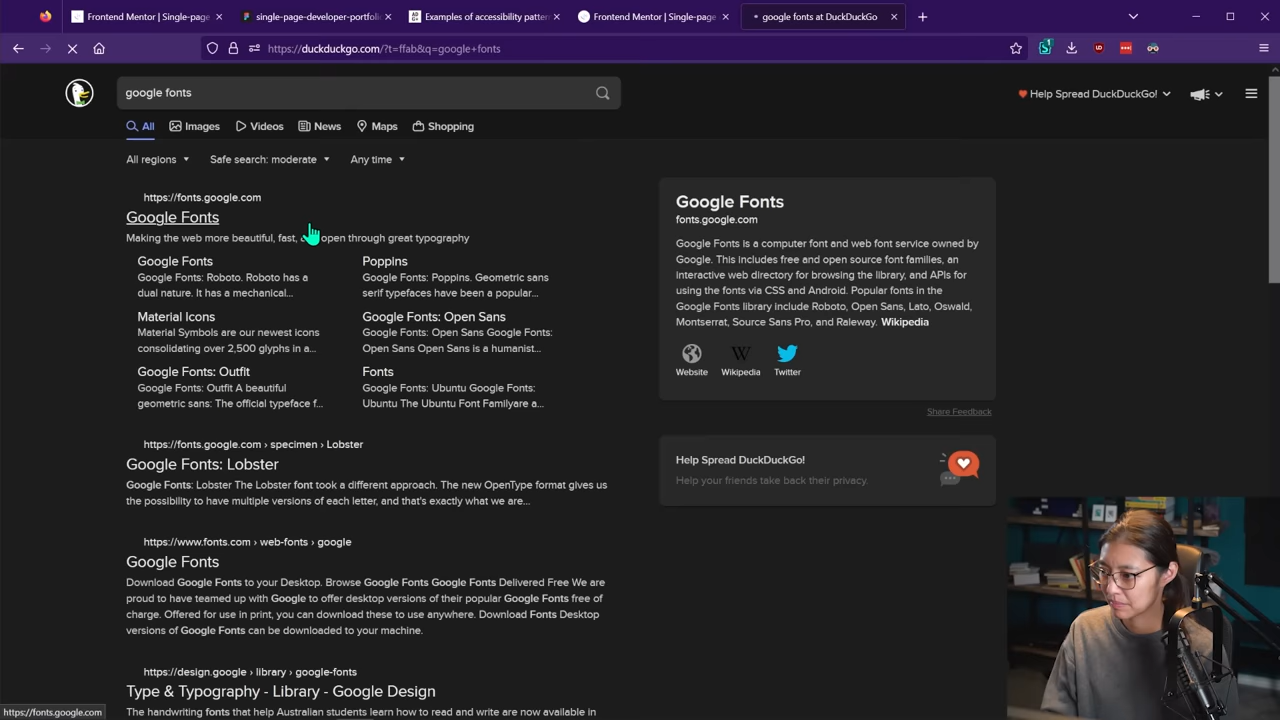 Frontend Mentor | Single-page
single-page-developer-portfolio
Examples of accessibility pattern
Frontend Mentor | Single-page
google fonts at DuckDuckGo
https://duckduckgo.com/?t=ffab&q=google+fonts
google fonts
Help Spread DuckDuckGo!
All
Images
Videos
News
Maps
Shopping
All regions
Safe search: moderate
Any time
https://fonts.google.com
Google Fonts
Making the web more beautiful, fast, open through great typography
Google Fonts
Google Fonts: Roboto. Roboto has a
dual nature. It has a mechanical...
Poppins
Google Fonts: Poppins. Geometric sans
serif typefaces have been a popular...
Material Icons
Material Symbols are our newest icons
consolidating over 2,500 glyphs in a...
Google Fonts: Open Sans
Google Fonts: Open Sans Google Fonts:
Open Sans Open Sans is a humanist...
Google Fonts: Outfit
Google Fonts: Outfit A beautiful
geometric sans: The official typeface f...
Fonts
Google Fonts: Ubuntu Google Fonts:
Ubuntu The Ubuntu Font Familyare a...
https://fonts.google.com › specimen › Lobster
Google Fonts: Lobster
Google Fonts: Lobster The Lobster font took a different approach. The new OpenType format gives us
the possibility to have multiple versions of each letter, and that's exactly what we are...
https://www.fonts.com › web-fonts › google
Google Fonts
Download Google Fonts to your Desktop. Browse Google Fonts Google Fonts Delivered Free We are
proud to have teamed up with Google to offer desktop versions of their popular Google Fonts free of
charge. Offered for use in print, you can download these to use anywhere. Download Fonts Desktop
versions of Google Fonts can be downloaded to your machine.
https://design.google › library › google-fonts
Type & Typography - Library - Google Design
The handwriting fonts that help Australian students learn how to read and write are now available in
Google Fonts
fonts.google.com
Google Fonts is a computer font and web font service owned by
Google. This includes free and open source font families, an
interactive web directory for browsing the library, and APIs for
using the fonts via CSS and Android. Popular fonts in the
Google Fonts library include Roboto, Open Sans, Lato, Oswald,
Montserrat, Source Sans Pro, and Raleway. Wikipedia
Website
Wikipedia
Twitter
Share Feedback
Help Spread DuckDuckGo!
Help your friends take back their privacy.
https://fonts.google.com